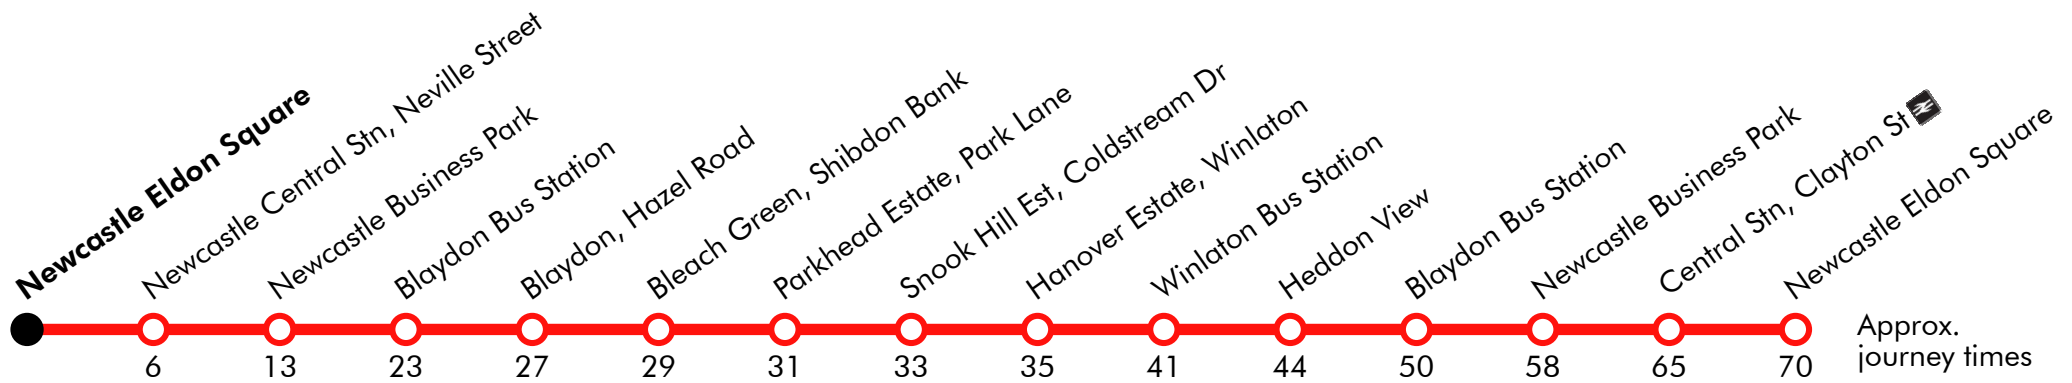 Newcastle Eldon Square
Newcastle Central Stn, Neville Street
Newcastle Business Park
Blaydon Bus Station
Blaydon, Hazel Road
Bleach Green, Shibdon Bank
Parkhead Estate, Park Lane
Snook Hill Est, Coldstream Dr
Hanover Estate, Winlaton
Winlaton Bus Station
Heddon View
Blaydon Bus Station
Newcastle Business Park
Central Stn, Clayton St
Newcastle Eldon Square
6 13 23 27 29 31 33 35 41 44 50 58 65 70
Approx.
journey times